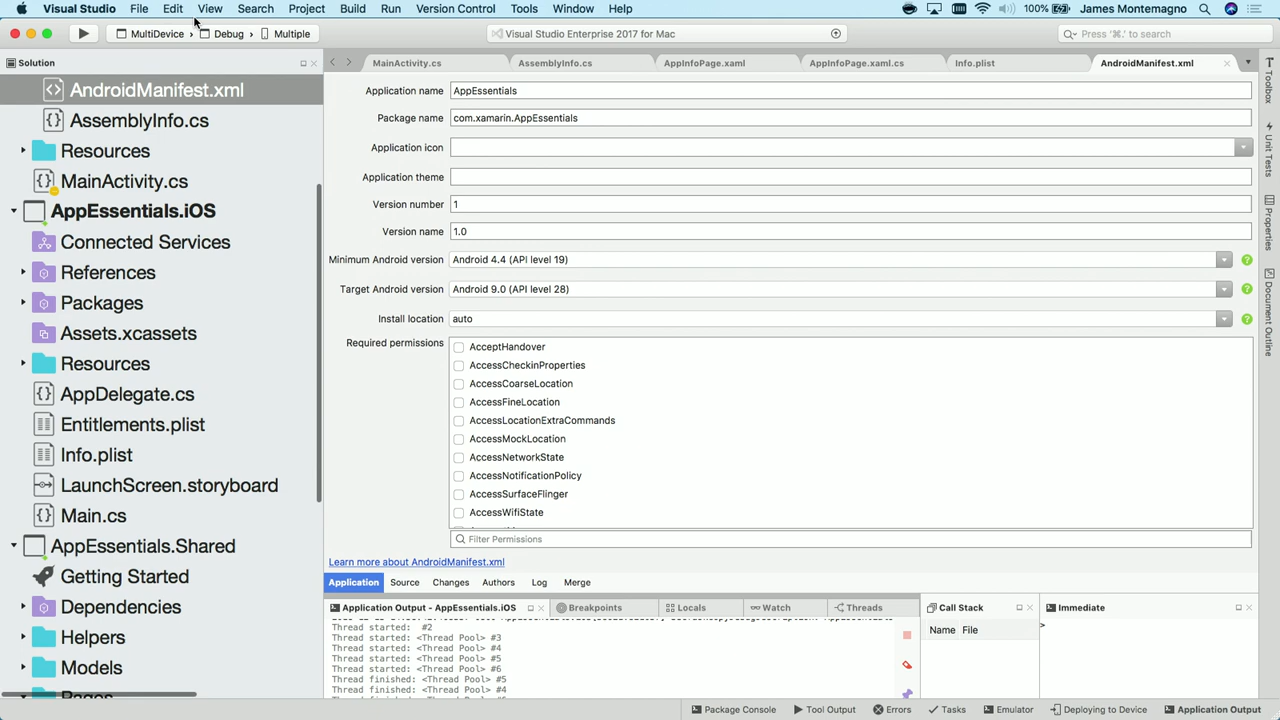 Visual Studio File Edit View Search Project Build Run Version Control Tools Window Help 100% James Montemagno
MultiDevice › Debug › Multiple Visual Studio Enterprise 2017 for Mac Press '⌘.' to search
Solution
AndroidManifest.xml
AssemblyInfo.cs
Resources
MainActivity.cs
AppEssentials.iOS
Connected Services
References
Packages
Assets.xcassets
Resources
AppDelegate.cs
Entitlements.plist
Info.plist
LaunchScreen.storyboard
Main.cs
AppEssentials.Shared
Getting Started
Dependencies
Helpers
Models
Pages
MainActivity.cs AssemblyInfo.cs AppInfoPage.xaml AppInfoPage.xaml.cs Info.plist AndroidManifest.xml
Application name AppEssentials
Package name com.xamarin.AppEssentials
Application icon
Application theme
Version number 1
Version name 1.0
Minimum Android version Android 4.4 (API level 19)
Target Android version Android 9.0 (API level 28)
Install location auto
Required permissions
AcceptHandover
AccessCheckinProperties
AccessCoarseLocation
AccessFineLocation
AccessLocationExtraCommands
AccessMockLocation
AccessNetworkState
AccessNotificationPolicy
AccessSurfaceFlinger
AccessWifiState
Filter Permissions
Learn more about AndroidManifest.xml
Application Source Changes Authors Log Merge
Application Output - AppEssentials.iOS Breakpoints Locals Watch Threads
Thread started: #2
Thread started: <Thread Pool> #3
Thread started: <Thread Pool> #4
Thread started: <Thread Pool> #5
Thread started: <Thread Pool> #6
Thread finished: <Thread Pool> #5
Thread finished: <Thread Pool> #4
Call Stack
Name File
Immediate
>
Toolbox
Unit Tests
Properties
Document Outline
Package Console Tool Output Errors Tasks Emulator Deploying to Device Application Output